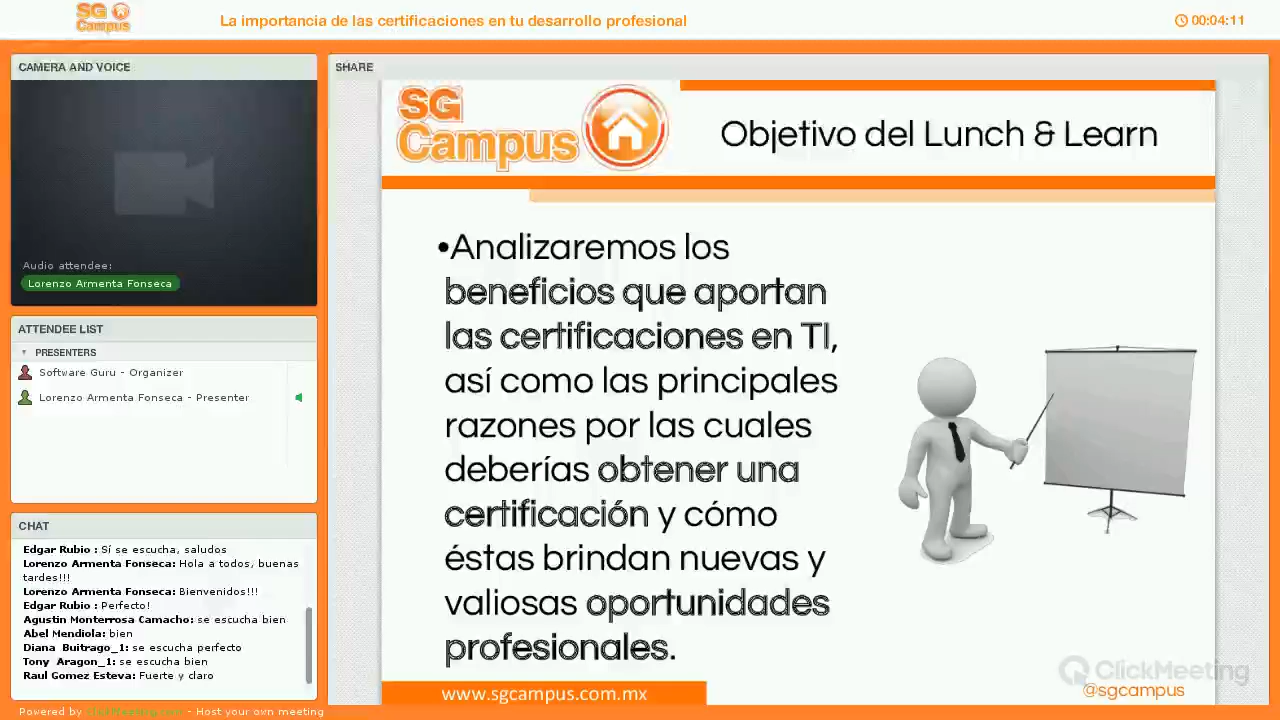 SG
Campus
La importancia de las certificaciones en tu desarrollo profesional
00:04:11
CAMERA AND VOICE
Audio attendee:
Lorenzo Armenta Fonseca
ATTENDEE LIST
PRESENTERS
Software Guru - Organizer
Lorenzo Armenta Fonseca - Presenter
CHAT
Edgar Rubio : Sí se escucha, saludos
Lorenzo Armenta Fonseca: Hola a todos, buenas
tardes!!!
Lorenzo Armenta Fonseca: Bienvenidos!!!
Edgar Rubio : Perfecto!
Agustin Monterrosa Camacho: se escucha bien
Abel Mendiola: bien
Diana Buitrago_1: se escucha perfecto
Tony Aragon_1: se escucha bien
Raul Gomez Esteva: Fuerte y claro
Powered by ClickMeeting.com - Host your own meeting
SHARE
SG
Campus
Objetivo del Lunch & Learn
•Analizaremos los
beneficios que aportan
las certificaciones en TI,
así como las principales
razones por las cuales
deberías obtener una
certificación y cómo
éstas brindan nuevas y
valiosas oportunidades
profesionales.
www.sgcampus.com.mx
ClickMeeting
@sgcampus